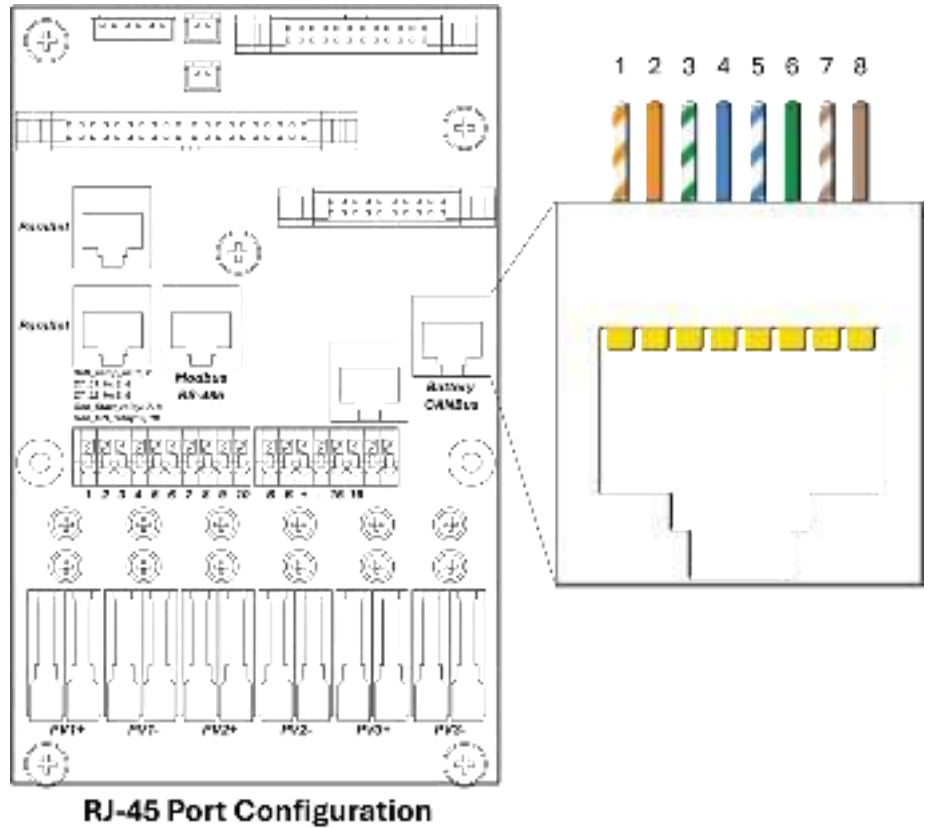 1 2 3 4 5 6 7 8
Parallel
Parallel
Modbus
RS-485
Battery
CANBus
1 2 3 4 5 6 7 8 9 10
PV1+ PV1- PV2+ PV2- PV3+ PV3-
RJ-45 Port Configuration